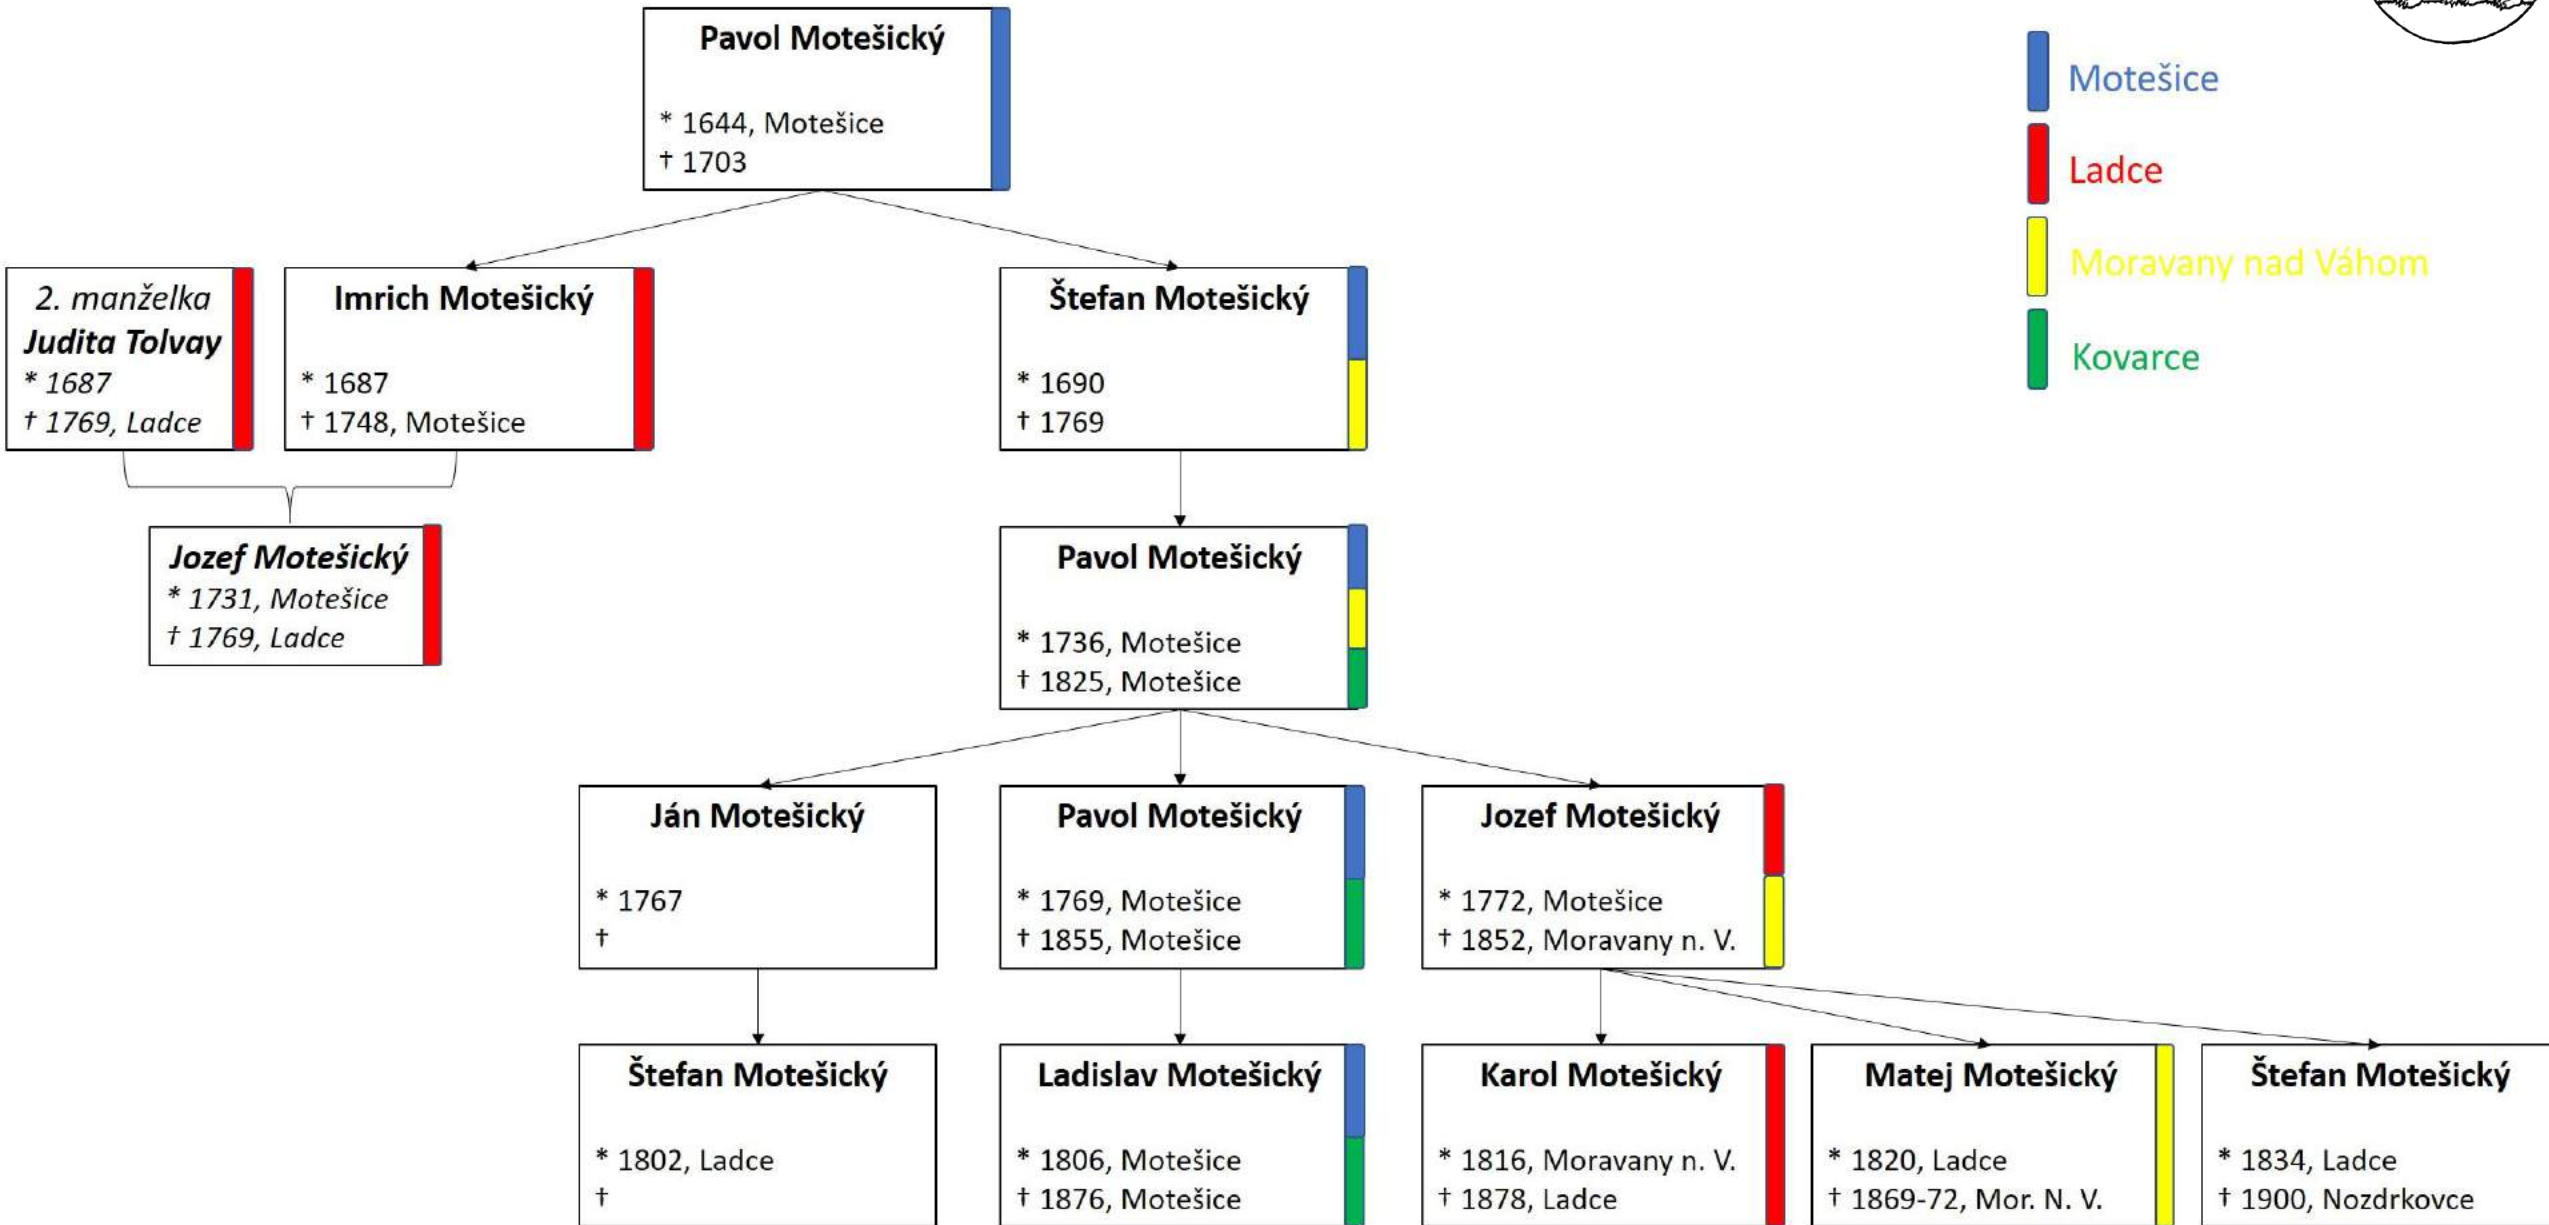 Pavol Motešický
* 1644, Motešice
† 1703
Motešice
Ladce
Moravany nad Váhom
Kovarce
2. manželka
Judita Tolvay
* 1687
† 1769, Ladce
Imrich Motešický
* 1687
† 1748, Motešice
Štefan Motešický
* 1690
† 1769
Jozef Motešický
* 1731, Motešice
† 1769, Ladce
Pavol Motešický
* 1736, Motešice
† 1825, Motešice
Ján Motešický
* 1767
†
Pavol Motešický
* 1769, Motešice
† 1855, Motešice
Jozef Motešický
* 1772, Motešice
† 1852, Moravany n. V.
Štefan Motešický
* 1802, Ladce
†
Ladislav Motešický
* 1806, Motešice
† 1876, Motešice
Karol Motešický
* 1816, Moravany n. V.
† 1878, Ladce
Matej Motešický
* 1820, Ladce
† 1869-72, Mor. N. V.
Štefan Motešický
* 1834, Ladce
† 1900, Nozdrkovce